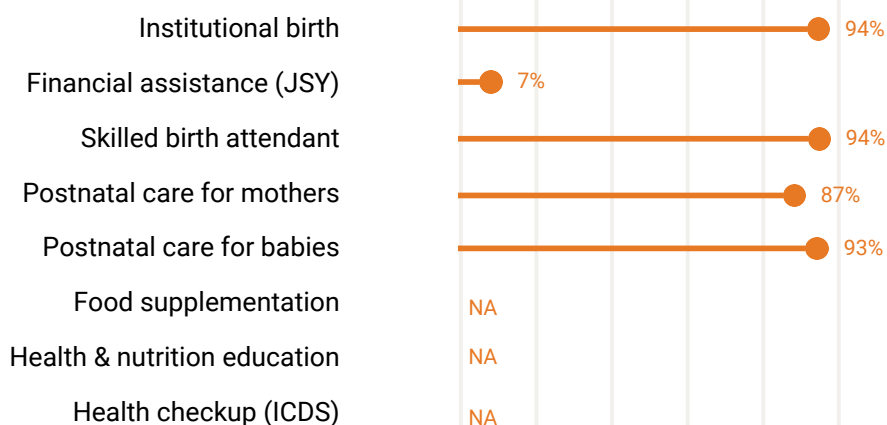 Institutional birth 94%
Financial assistance (JSY) 7%
Skilled birth attendant 94%
Postnatal care for mothers 87%
Postnatal care for babies 93%
Food supplementation NA
Health & nutrition education NA
Health checkup (ICDS) NA